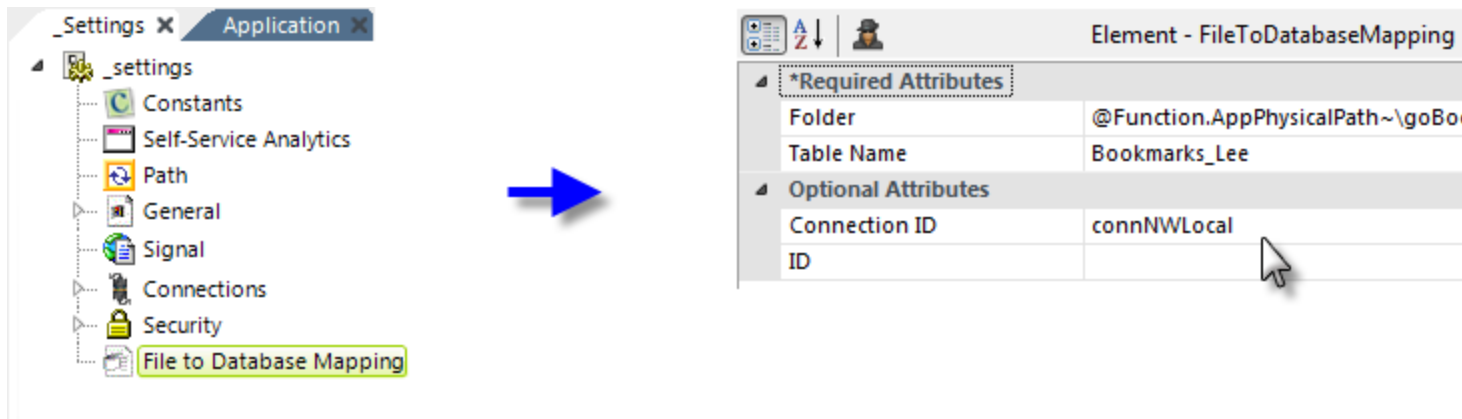 _Settings Application
_settings
Constants
Self-Service Analytics
Path
General
Signal
Connections
Security
File to Database Mapping
Element - FileToDatabaseMapping
*Required Attributes
Folder @Function.AppPhysicalPath~\goBoo
Table Name Bookmarks_Lee
Optional Attributes
Connection ID connNWLocal
ID